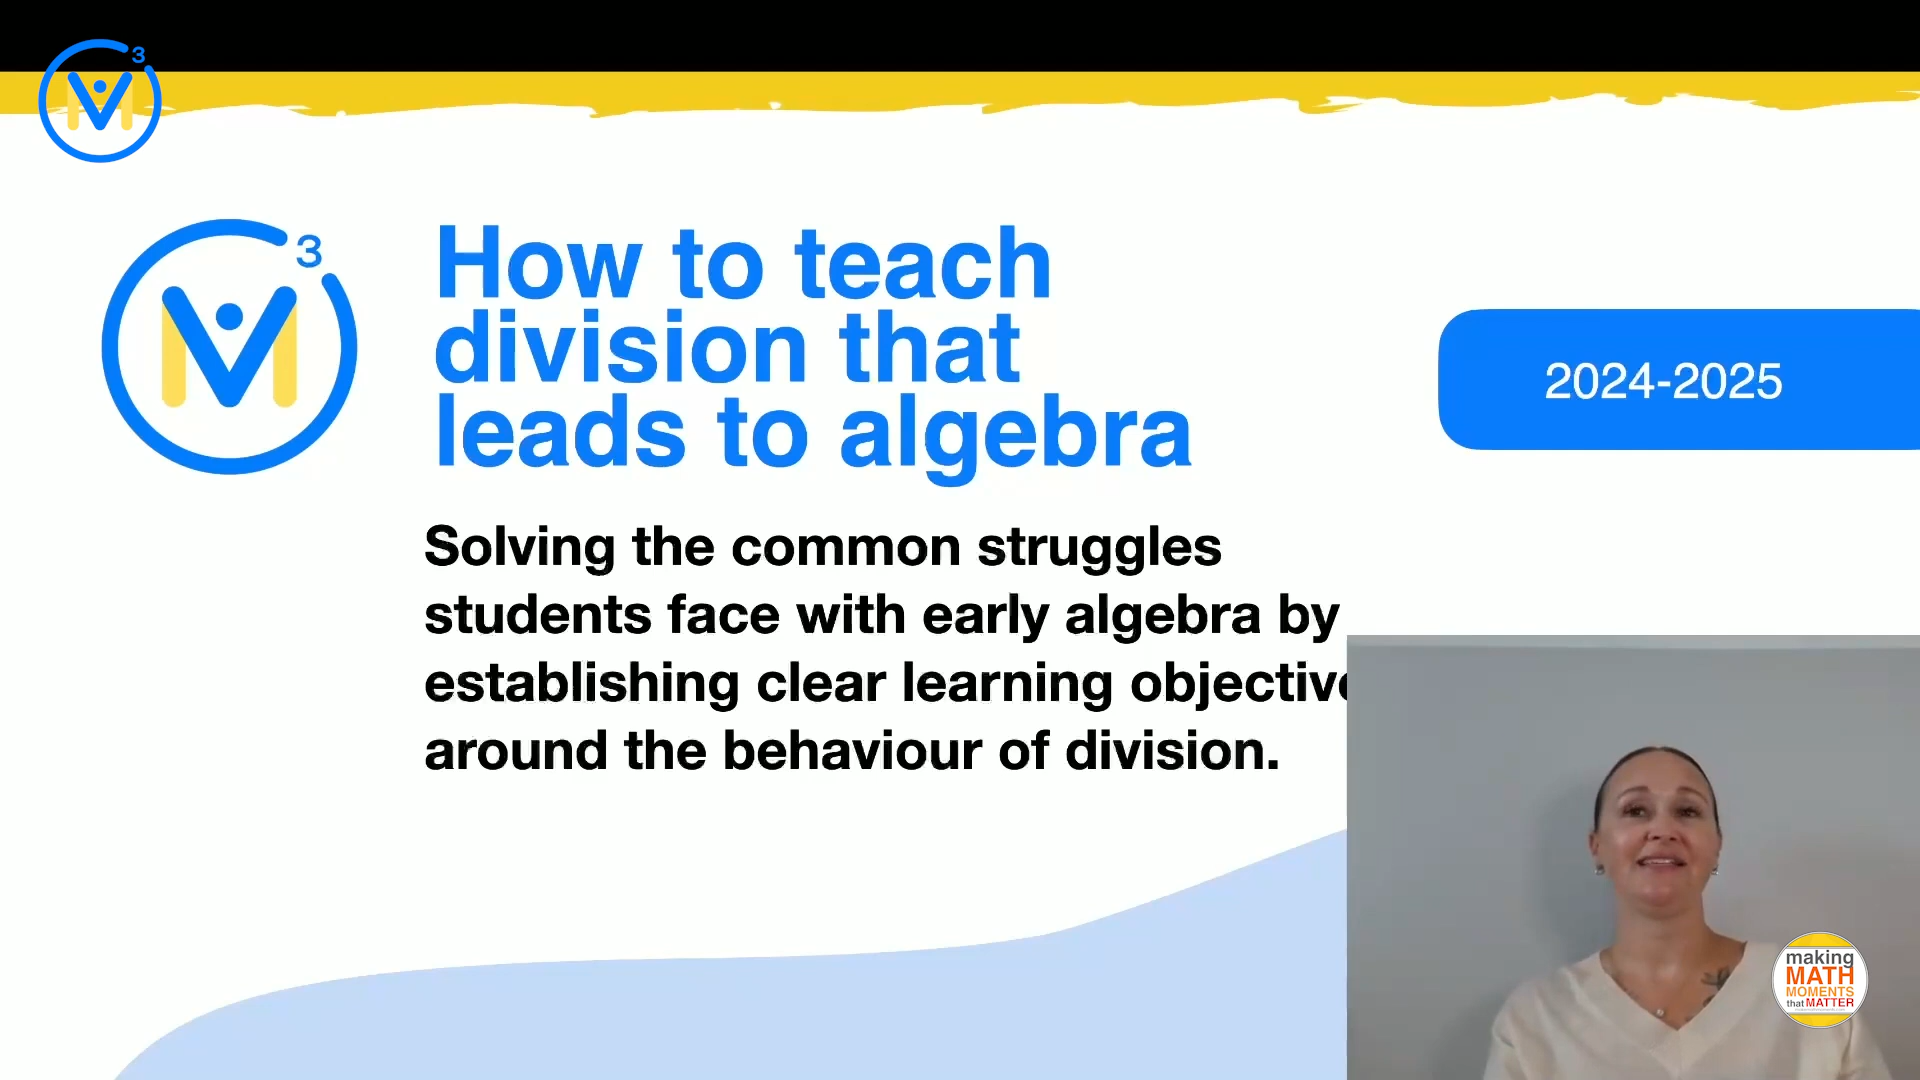 3
3
How to teach
division that
leads to algebra
2024-2025
Solving the common struggles
students face with early algebra by
establishing clear learning
around the behaviour of division.
making
MATH
MOMENTS
that MATTER